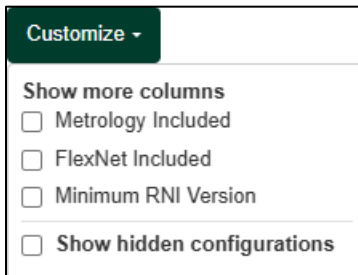 Customize
Show more columns
Metrology Included
FlexNet Included
Minimum RNI Version
Show hidden configurations